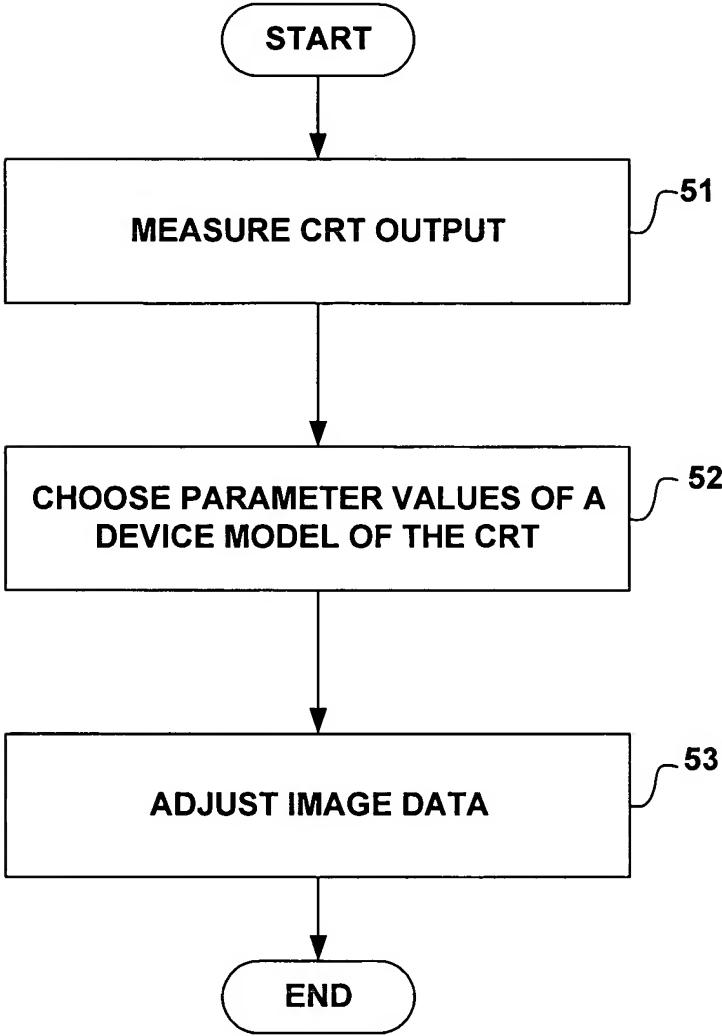 START
MEASURE CRT OUTPUT
51
CHOOSE PARAMETER VALUES OF A
DEVICE MODEL OF THE CRT
52
ADJUST IMAGE DATA
53
END